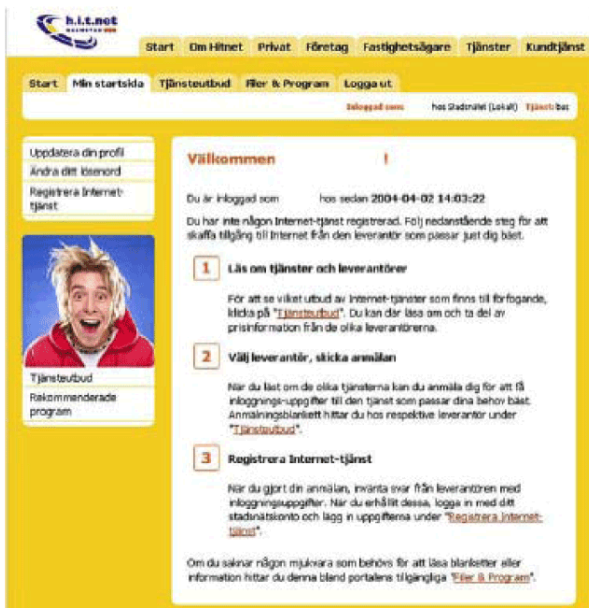 h.i.t.net
Start Om Hitnet Privat Företag Fastighetsägare Tjänster Kundtjänst
Start Min startsida Tjänsteutbud Filer & Program Logga ut
Inloggad som: hos Stadsnätet (Lokalt) Tjänst: bas
Uppdatera din profil
Ändra ditt lösenord
Registrera Internet-
tjänst
Tjänsteutbud
Rekommenderade
program
Välkommen !
Du är inloggad som hos sedan 2004-04-02 14:03:22
Du har inte någon Internet-tjänst registrerad. Följ nedanstående steg för att
skaffa tillgång till Internet från den leverantör som passar just dig bäst.
1 Läs om tjänster och leverantörer
För att se vilket utbud av Internet-tjänster som finns till förfogande,
klicka på "Tjänsteutbud". Du kan där läsa om och ta del av
prisinformation från de olika leverantörerna.
2 Välj leverantör, skicka anmälan
När du läst om de olika tjänsterna kan du anmäla dig för att få
inloggnings-uppgifter till den tjänst som passar dina behov bäst.
Anmälningsblankett hittar du hos respektive leverantör under
"Tjänsteutbud".
3 Registrera Internet-tjänst
När du gjort din anmälan, invänta svar från leverantören med
inloggningsuppgifter. När du erhållit dessa, logga in med ditt
stadsnätskonto och lägg in uppgifterna under "Registrera Internet-
tjänst".
Om du saknar någon mjukvara som behövs för att läsa blanketter eller
information hittar du denna bland portalens tillgängliga "Filer & Program".